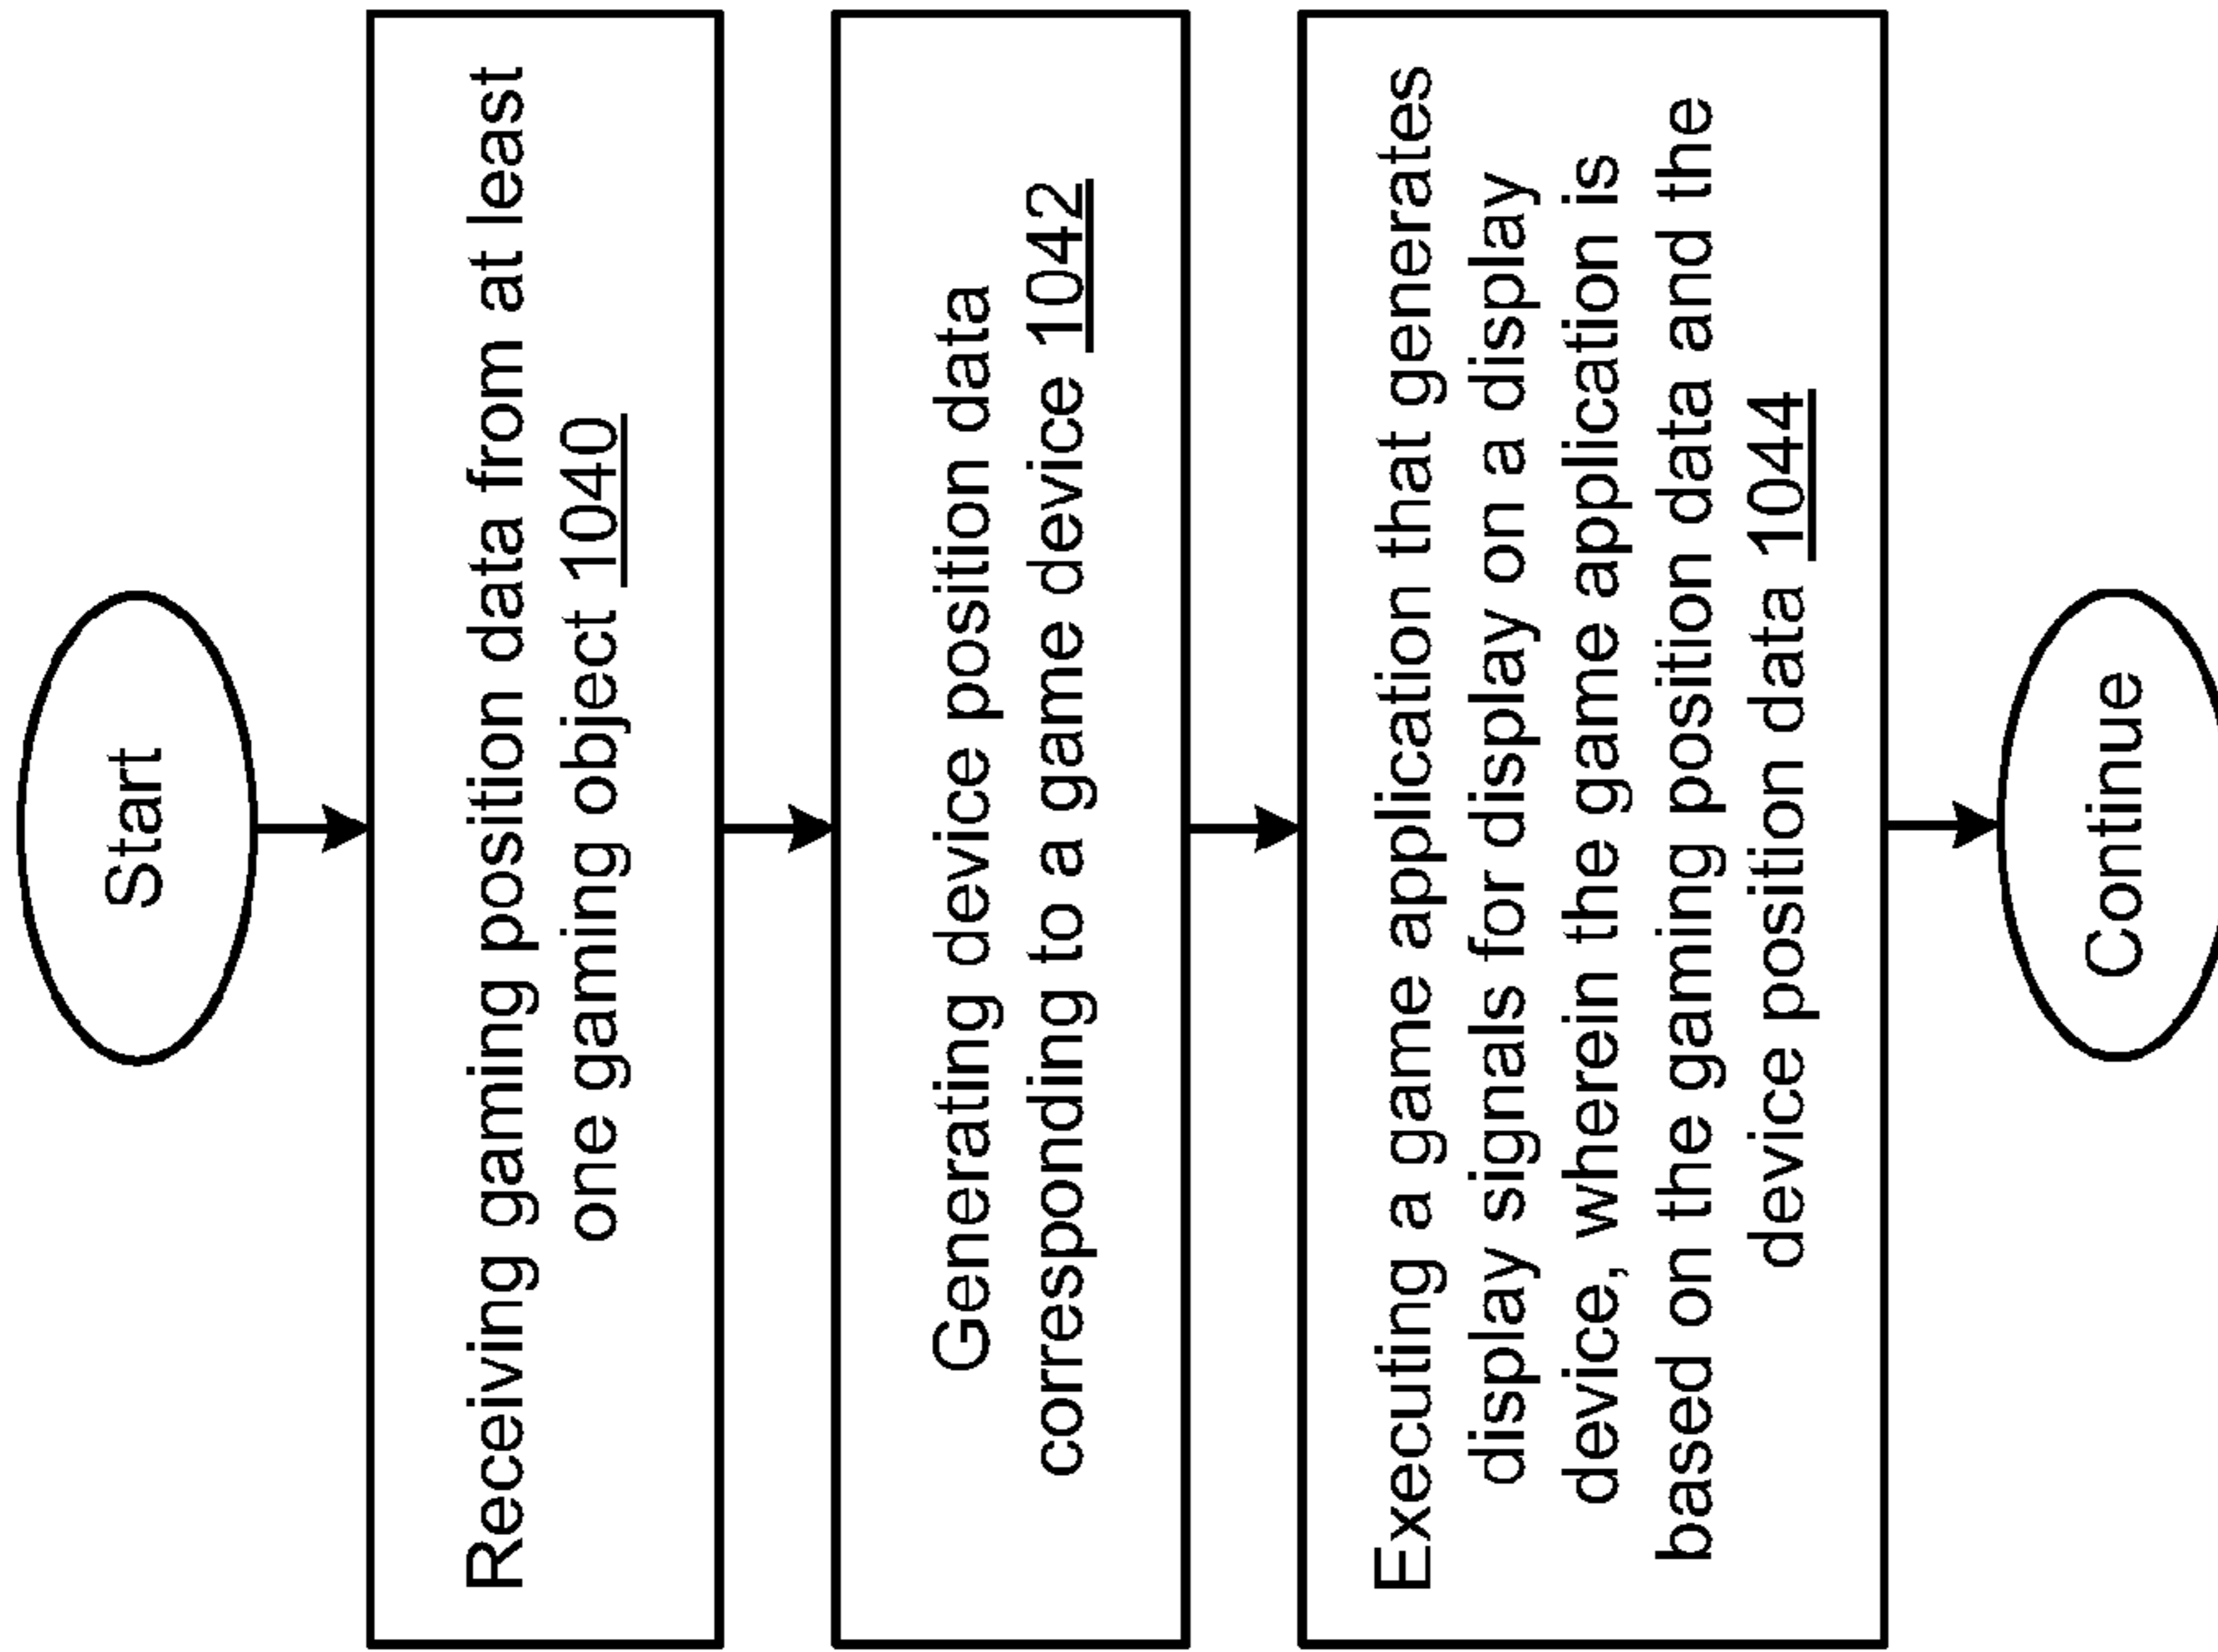 Start
Receiving gaming position data from at least
one gaming object 1040
Generating device position data
corresponding to a game device 1042
Executing a game application that generates
display signals for display on a display
device, wherein the game application is
based on the gaming position data and the
device position data 1044
Continue